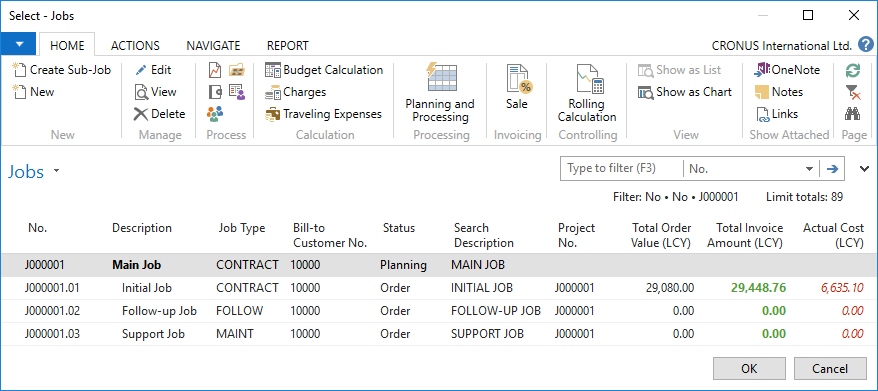 Select - Jobs
HOME ACTIONS NAVIGATE REPORT CRONUS International Ltd. ?
Create Sub-Job
New
New
Edit
View
Delete
Manage
Process
Budget Calculation
Charges
Traveling Expenses
Calculation
Planning and
Processing
Processing
Sale
Invoicing
Rolling
Calculation
Controlling
Show as List
Show as Chart
View
OneNote
Notes
Links
Show Attached
Page
Jobs
Type to filter (F3) No.
Filter: No • No • J000001 Limit totals: 89
No. Description Job Type Bill-to Customer No. Status Search Description Project No. Total Order Value (LCY) Total Invoice Amount (LCY) Actual Cost (LCY)
J000001 Main Job CONTRACT 10000 Planning MAIN JOB
J000001.01 Initial Job CONTRACT 10000 Order INITIAL JOB J000001 29,080.00 29,448.76 6,635.10
J000001.02 Follow-up Job FOLLOW 10000 Order FOLLOW-UP JOB J000001 0.00 0.00 0.00
J000001.03 Support Job MAINT 10000 Order SUPPORT JOB J000001 0.00 0.00 0.00
OK Cancel